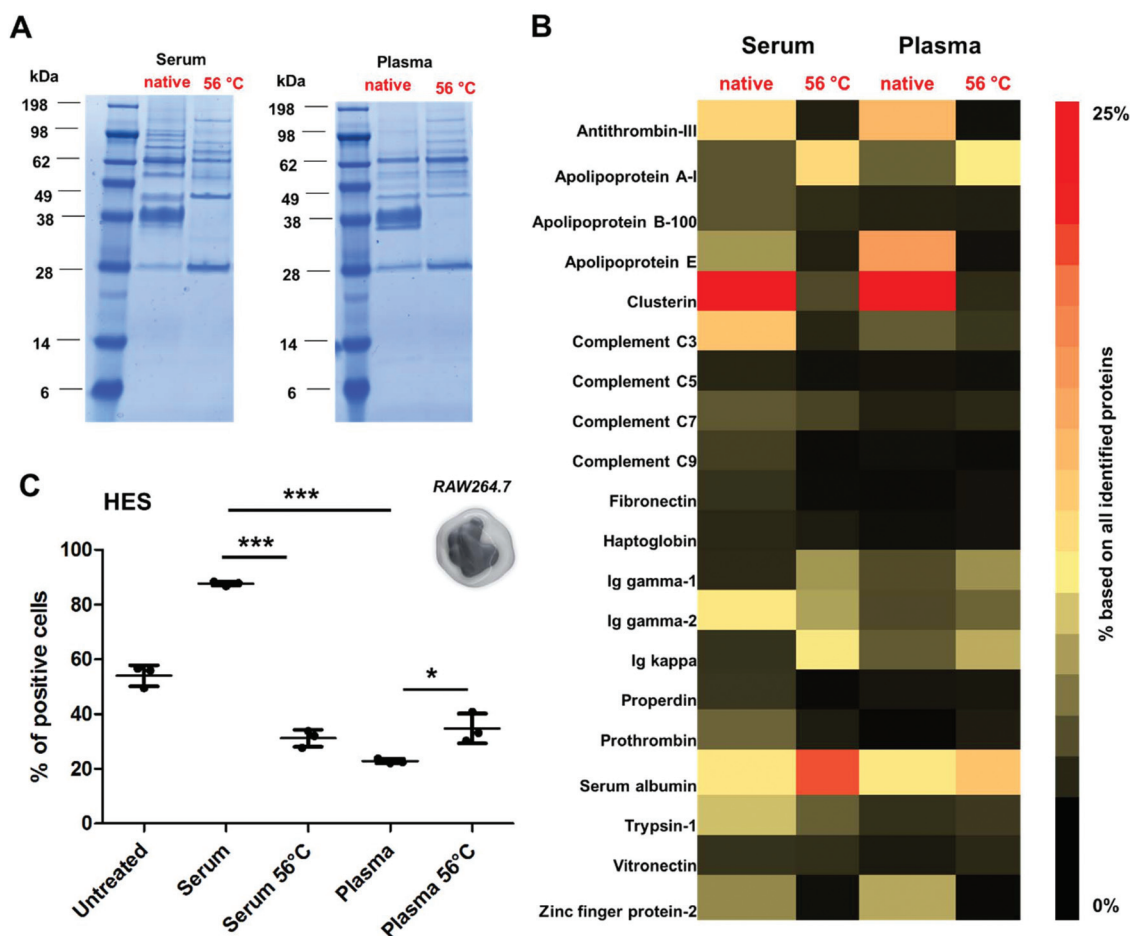 A
Serum
kDa
native 56 °C
198
98
62
49
38
28
14
6
Plasma
kDa
native 56 °C
198
98
62
49
38
28
14
6
B
Serum Plasma
native 56 °C native 56 °C
Antithrombin-III
Apolipoprotein A-I
Apolipoprotein B-100
Apolipoprotein E
Clusterin
Complement C3
Complement C5
Complement C7
Complement C9
Fibronectin
Haptoglobin
Ig gamma-1
Ig gamma-2
Ig kappa
Properdin
Prothrombin
Serum albumin
Trypsin-1
Vitronectin
Zinc finger protein-2
25%
% based on all identified proteins
0%
C
HES
RAW264.7
***
***
*
% of positive cells
100
80
60
40
20
0
Untreated
Serum
Serum 56°C
Plasma
Plasma 56°C